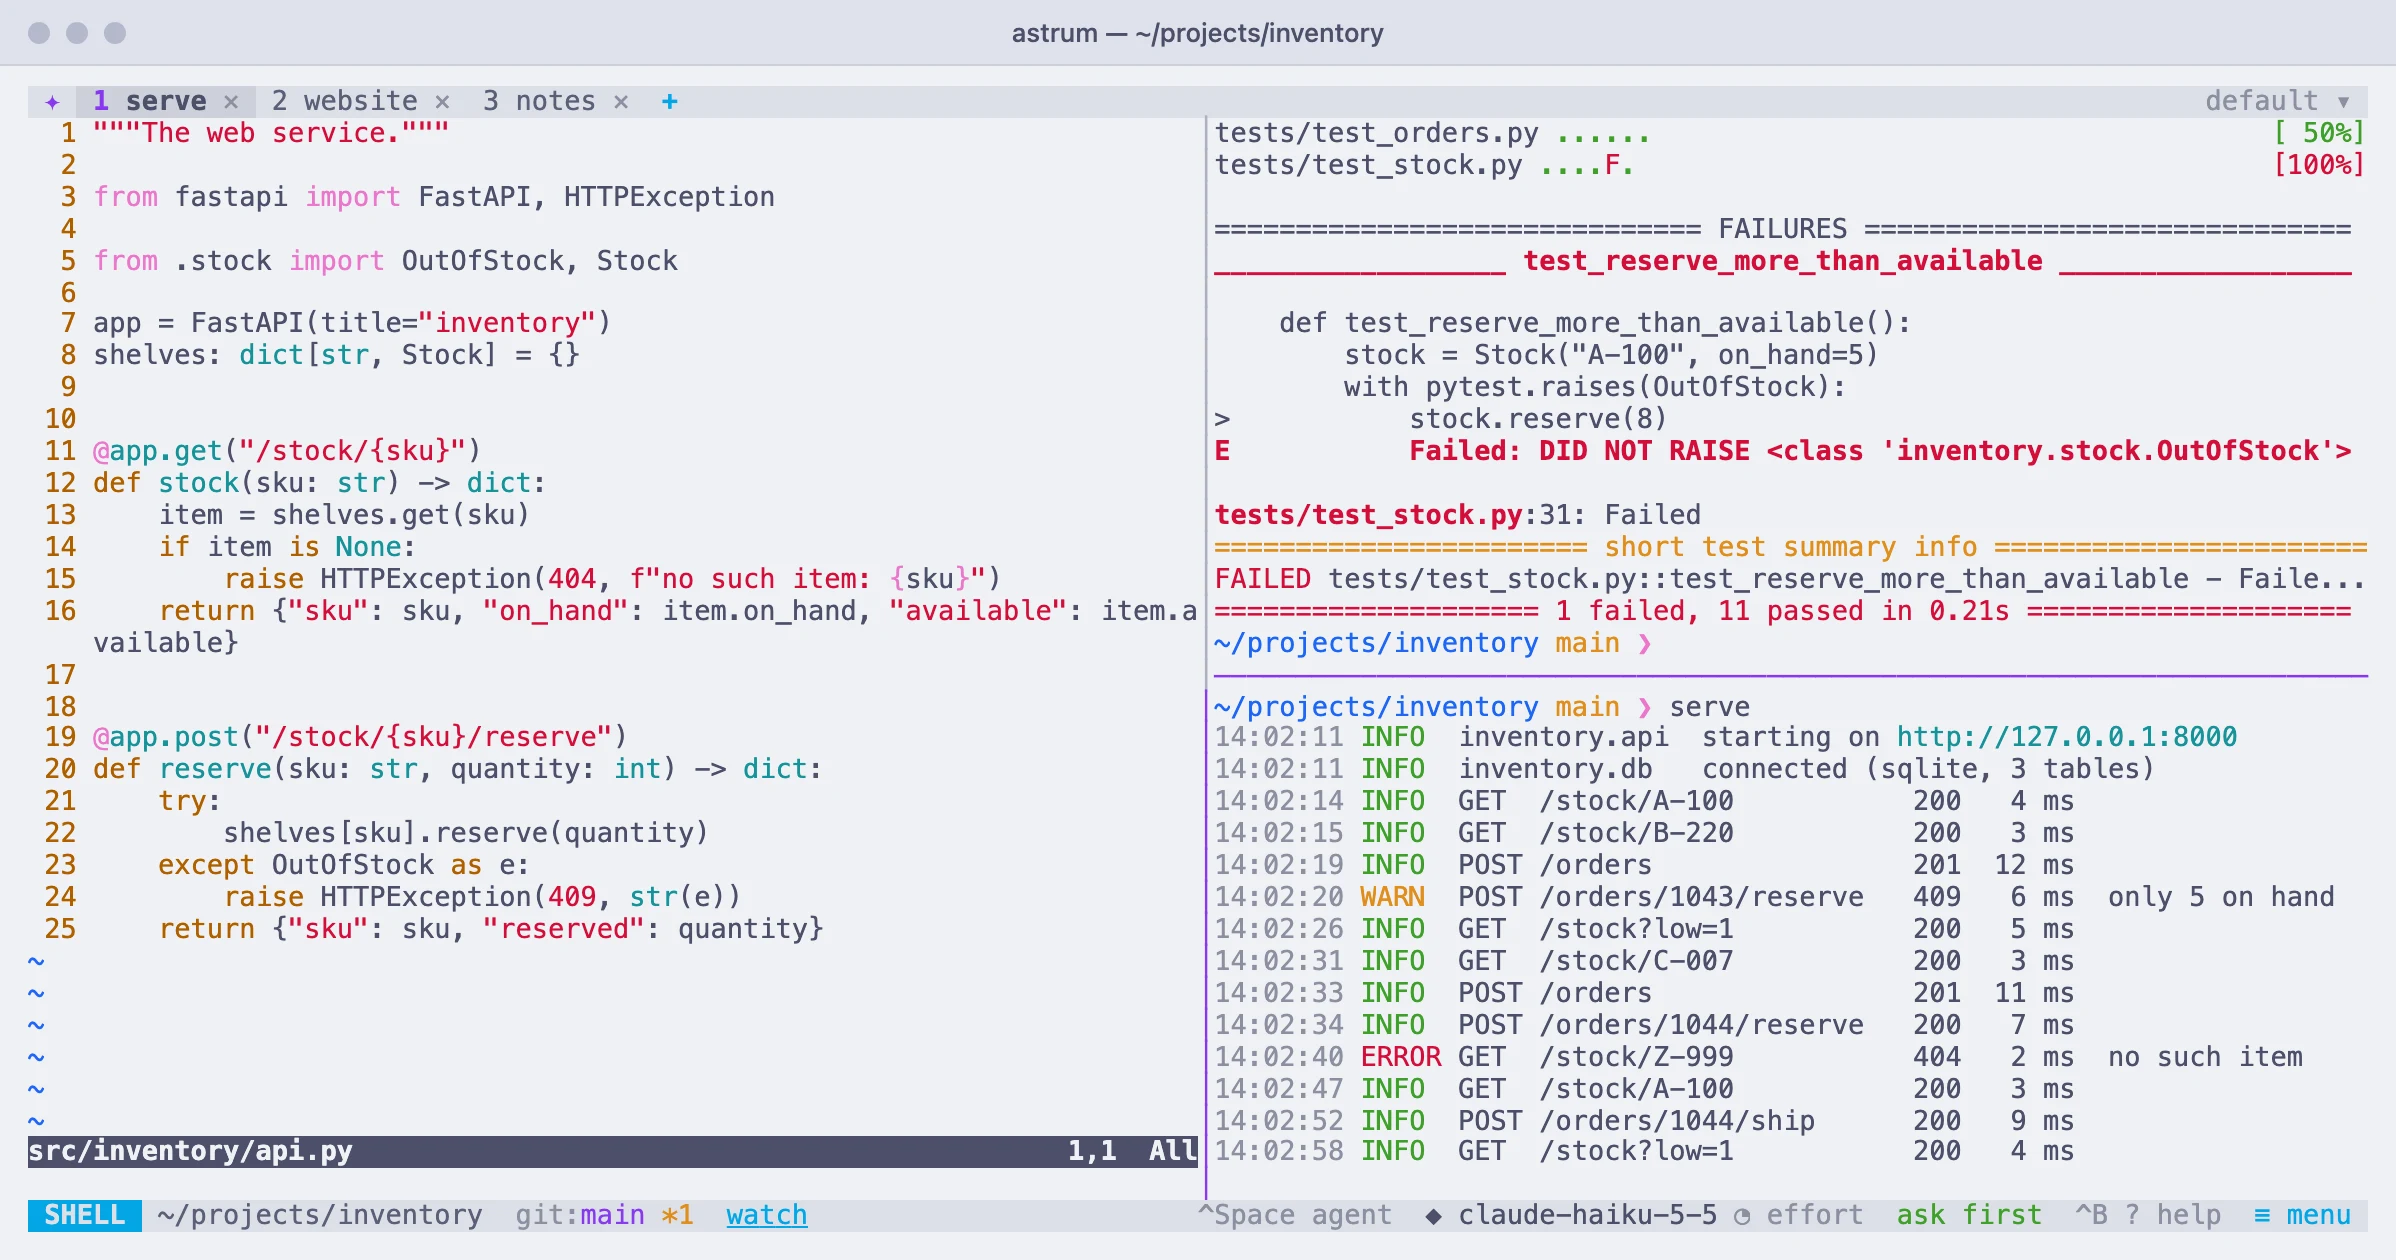 astrum — ~/projects/inventory
✦ 1 serve × 2 website × 3 notes × + default ▾
1 """The web service."""
2
3 from fastapi import FastAPI, HTTPException
4
5 from .stock import OutOfStock, Stock
6
7 app = FastAPI(title="inventory")
8 shelves: dict[str, Stock] = {}
9
10
11 @app.get("/stock/{sku}")
12 def stock(sku: str) -> dict:
13     item = shelves.get(sku)
14     if item is None:
15         raise HTTPException(404, f"no such item: {sku}")
16     return {"sku": sku, "on_hand": item.on_hand, "available": item.a
vailable}
17
18
19 @app.post("/stock/{sku}/reserve")
20 def reserve(sku: str, quantity: int) -> dict:
21     try:
22         shelves[sku].reserve(quantity)
23     except OutOfStock as e:
24         raise HTTPException(409, str(e))
25     return {"sku": sku, "reserved": quantity}
~
~
~
~
~
~
src/inventory/api.py 1,1 All
tests/test_orders.py ...... [ 50%]
tests/test_stock.py ....F. [100%]
============================== FAILURES ==============================
__________________ test_reserve_more_than_available __________________
    def test_reserve_more_than_available():
        stock = Stock("A-100", on_hand=5)
        with pytest.raises(OutOfStock):
>           stock.reserve(8)
E           Failed: DID NOT RAISE <class 'inventory.stock.OutOfStock'>
tests/test_stock.py:31: Failed
======================= short test summary info =======================
FAILED tests/test_stock.py::test_reserve_more_than_available - Faile...
==================== 1 failed, 11 passed in 0.21s ====================
~/projects/inventory main ❯
~/projects/inventory main ❯ serve
14:02:11 INFO  inventory.api  starting on http://127.0.0.1:8000
14:02:11 INFO  inventory.db   connected (sqlite, 3 tables)
14:02:14 INFO  GET  /stock/A-100           200   4 ms
14:02:15 INFO  GET  /stock/B-220           200   3 ms
14:02:19 INFO  POST /orders                201  12 ms
14:02:20 WARN  POST /orders/1043/reserve   409   6 ms  only 5 on hand
14:02:26 INFO  GET  /stock?low=1           200   5 ms
14:02:31 INFO  GET  /stock/C-007           200   3 ms
14:02:33 INFO  POST /orders                201  11 ms
14:02:34 INFO  POST /orders/1044/reserve   200   7 ms
14:02:40 ERROR GET  /stock/Z-999           404   2 ms  no such item
14:02:47 INFO  GET  /stock/A-100           200   3 ms
14:02:52 INFO  POST /orders/1044/ship      200   9 ms
14:02:58 INFO  GET  /stock?low=1           200   4 ms
SHELL ~/projects/inventory git:main *1 watch ^Space agent ◆ claude-haiku-5-5 ◔ effort ask first ^B ? help ≡ menu